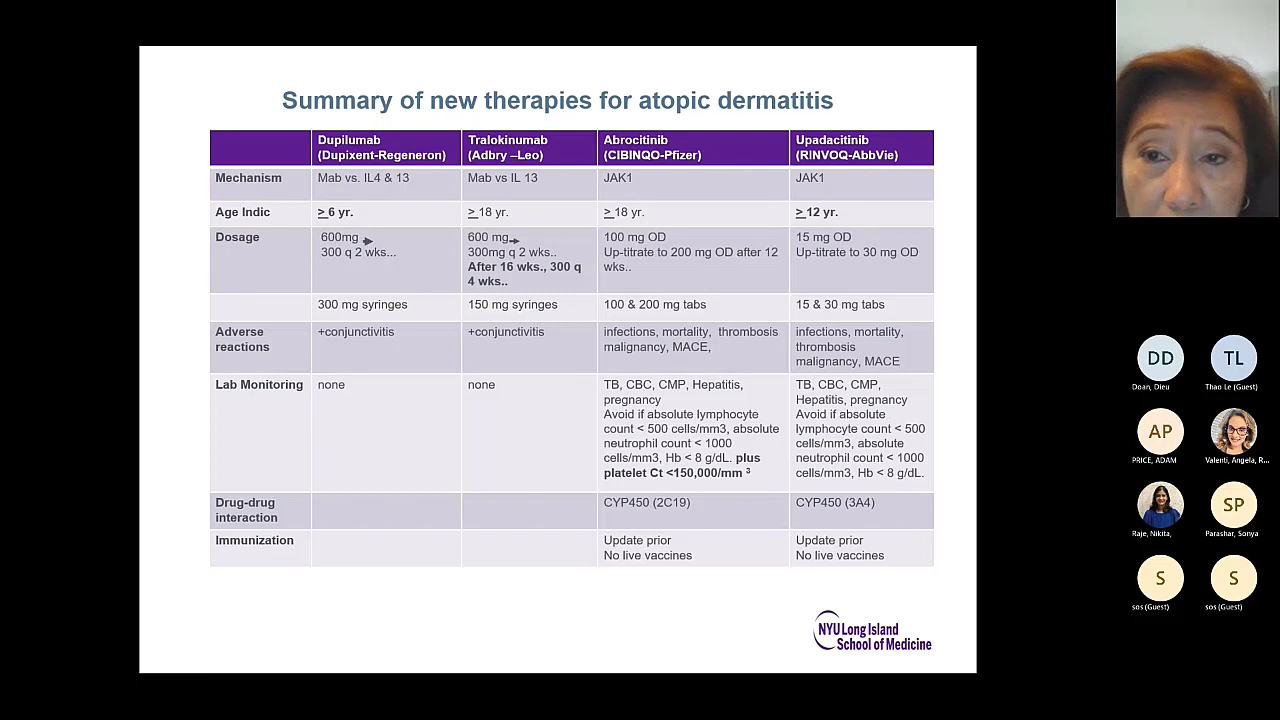 Summary of new therapies for atopic dermatitis
Dupilumab
(Dupixent-Regeneron)
Tralokinumab
(Adbry –Leo)
Abrocitinib
(CIBINQO-Pfizer)
Upadacitinib
(RINVOQ-AbbVie)
Mechanism
Mab vs. IL4 & 13
Mab vs IL 13
JAK1
JAK1
Age Indic
> 6 yr.
> 18 yr.
> 18 yr.
> 12 yr.
Dosage
600mg
300 q 2 wks...
600 mg
300mg q 2 wks..
After 16 wks., 300 q
4 wks..
100 mg OD
Up-titrate to 200 mg OD after 12
wks..
15 mg OD
Up-titrate to 30 mg OD
300 mg syringes
150 mg syringes
100 & 200 mg tabs
15 & 30 mg tabs
Adverse
reactions
+conjunctivitis
+conjunctivitis
infections, mortality, thrombosis
malignancy, MACE,
infections, mortality,
thrombosis
malignancy, MACE
Lab Monitoring
none
none
TB, CBC, CMP, Hepatitis,
pregnancy
Avoid if absolute lymphocyte
count < 500 cells/mm3, absolute
neutrophil count < 1000
cells/mm3, Hb < 8 g/dL. plus
platelet Ct <150,000/mm ³
TB, CBC, CMP,
Hepatitis, pregnancy
Avoid if absolute
lymphocyte count < 500
cells/mm3, absolute
neutrophil count < 1000
cells/mm3, Hb < 8 g/dL.
Drug-drug
interaction
CYP450 (2C19)
CYP450 (3A4)
Immunization
Update prior
No live vaccines
Update prior
No live vaccines
NYU Long Island
School of Medicine
DD
Doan, Dieu
TL
Thao Le (Guest)
AP
PRICE, ADAM
Valenti, Angela, R...
Raje, Nikita,
SP
Parashar, Sonya
S
sos (Guest)
S
sos (Guest)